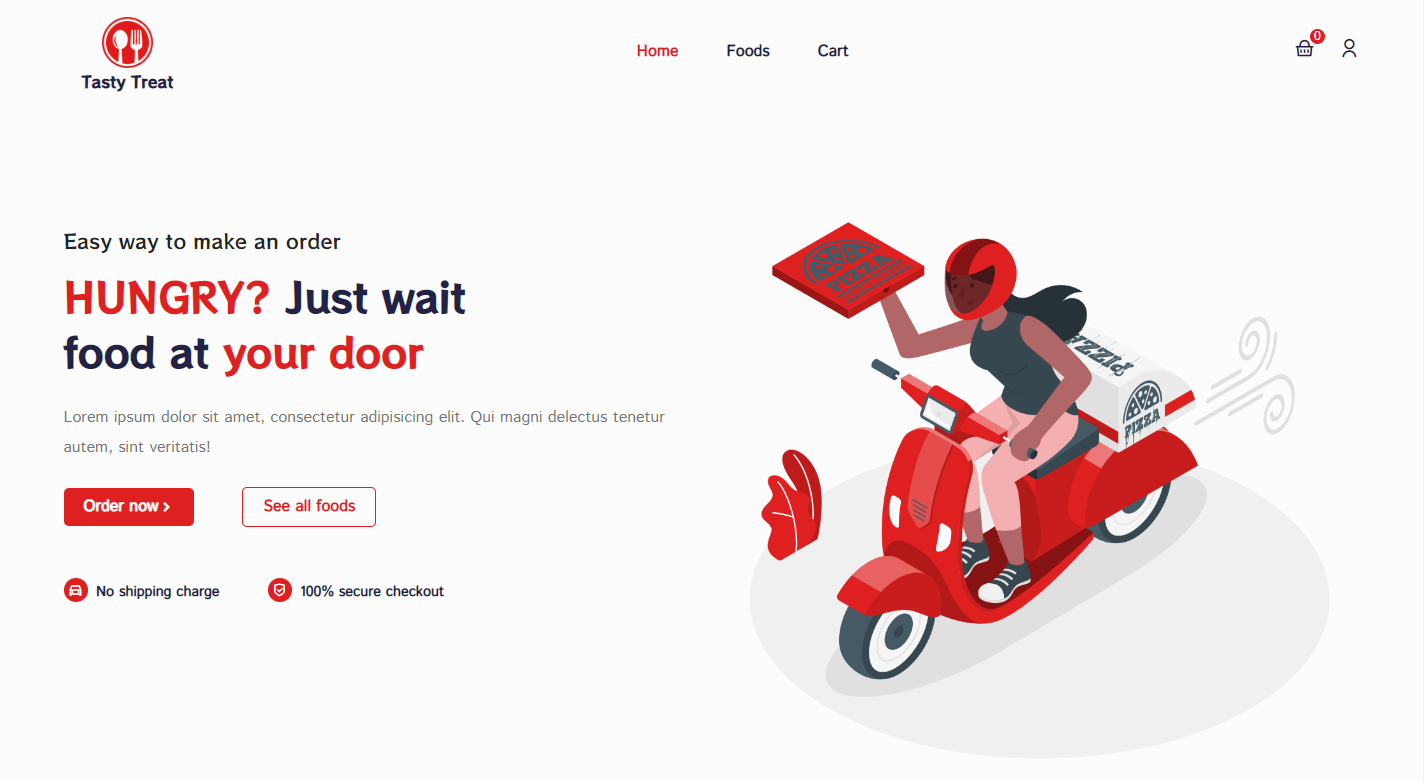 Tasty Treat
Home Foods Cart
0
Easy way to make an order
HUNGRY? Just wait
food at your door
Lorem ipsum dolor sit amet, consectetur adipisicing elit. Qui magni delectus tenetur
autem, sint veritatis!
Order now
See all foods
No shipping charge
100% secure checkout
PIZZA
PIZZA
PIZZA